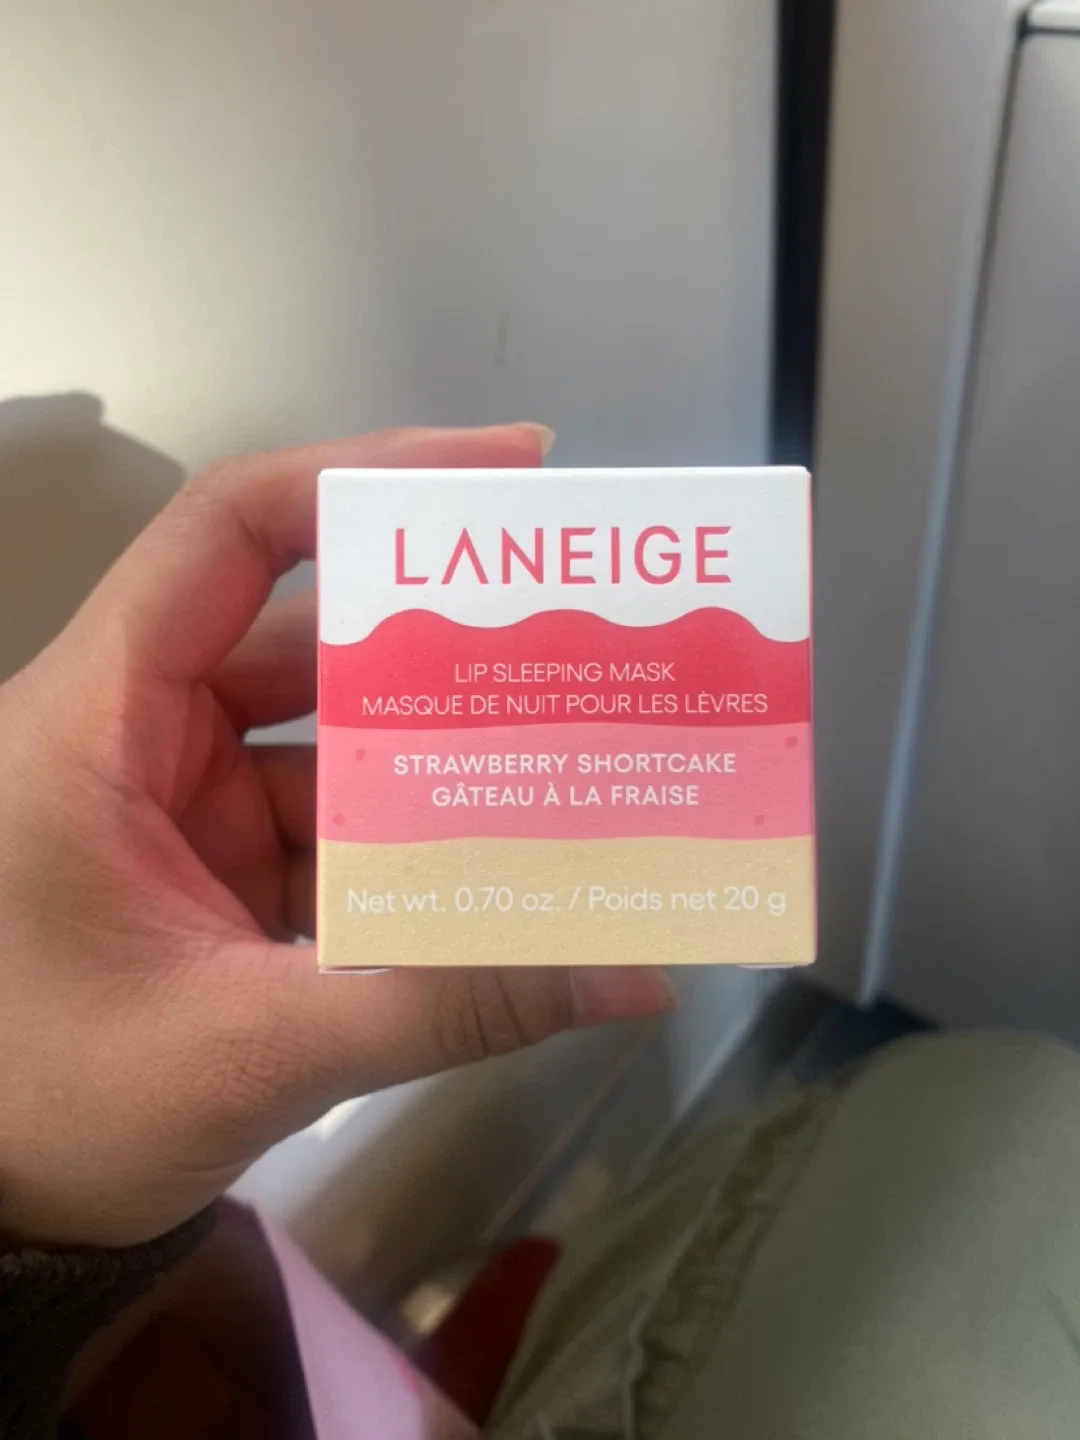 LANEIGE
LIP SLEEPING MASK
MASQUE DE NUIT POUR LES LÈVRES
STRAWBERRY SHORTCAKE
GÂTEAU À LA FRAISE
Net wt. 0.70 oz. / Poids net 20 g